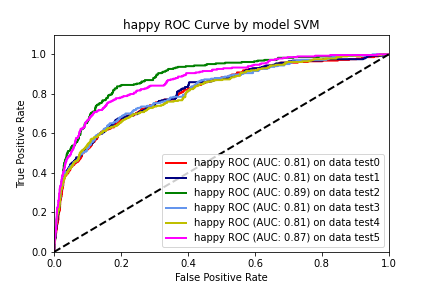 happy ROC Curve by model SVM
True Positive Rate
1.0
0.8
0.6
0.4
0.2
0.0
happy ROC (AUC: 0.81) on data test0
happy ROC (AUC: 0.81) on data test1
happy ROC (AUC: 0.89) on data test2
happy ROC (AUC: 0.81) on data test3
happy ROC (AUC: 0.81) on data test4
happy ROC (AUC: 0.87) on data test5
0.0 0.2 0.4 0.6 0.8 1.0
False Positive Rate